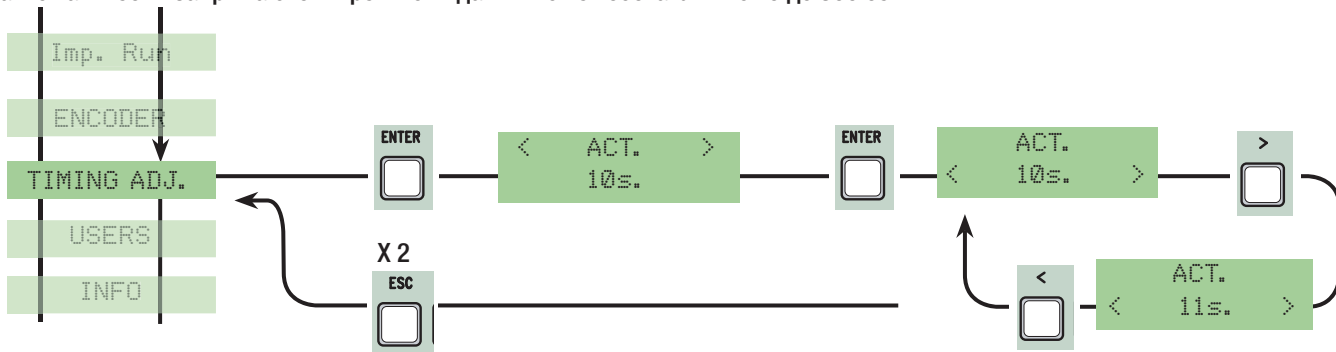 Imp. Run
ENCODER
TIMING ADJ.
USERS
INFO
ENTER
< ACT. >
10s.
ENTER
ACT.
< 10s. >
>
X 2
ESC
<
ACT.
< 11s. >